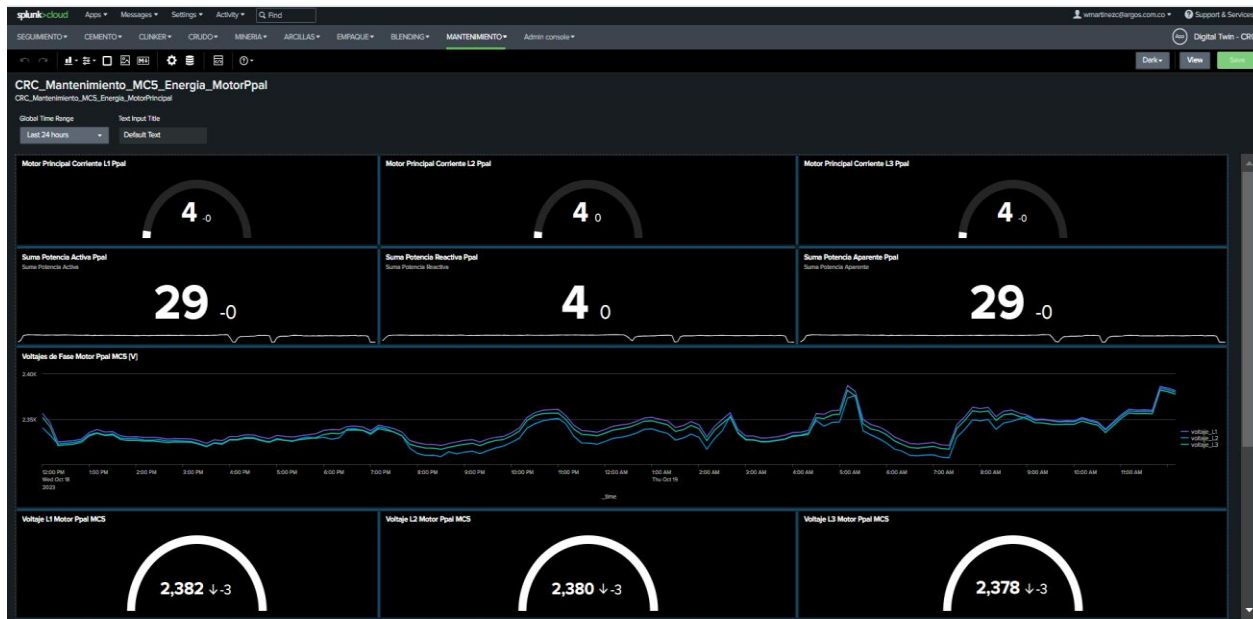 splunk>cloud Apps Messages Settings Activity Find wmartinezc@argos.com.co Support & Services
SEGUIMIENTO CEMENTO CLINKER CRUDO MINERIA ARCILLAS EMPAQUE BLENDING MANTENIMIENTO Admin console App Digital Twin - CRC
Dark View Save
CRC_Mantenimiento_MC5_Energia_MotorPpal
CRC_Mantenimiento_MC5_Energia_MotorPrincipal
Global Time Range Text Input Title
Last 24 hours Default Text
Motor Principal Corriente L1 Ppal Motor Principal Corriente L2 Ppal Motor Principal Corriente L3 Ppal
4 -0 4 0 4 -0
Suma Potencia Activa Ppal Suma Potencia Reactiva Ppal Suma Potencia Aparente Ppal
Suma Potencia Activa Suma Potencia Reactiva Suma Potencia Aparente
29 -0 4 0 29 -0
Voltajes de Fase Motor Ppal MC5 [V]
2.40K
2.35K
voltaje_L1
voltaje_L2
voltaje_L3
12:00 PM 1:00 PM 2:00 PM 3:00 PM 4:00 PM 5:00 PM 6:00 PM 7:00 PM 8:00 PM 9:00 PM 10:00 PM 11:00 PM 12:00 AM 1:00 AM 2:00 AM 3:00 AM 4:00 AM 5:00 AM 6:00 AM 7:00 AM 8:00 AM 9:00 AM 10:00 AM 11:00 AM
Wed Oct 18 Thu Oct 19
2023
_time
Voltaje L1 Motor Ppal MC5 Voltaje L2 Motor Ppal MC5 Voltaje L3 Motor Ppal MC5
2,382 ↓-3 2,380 ↓-3 2,378 ↓-3